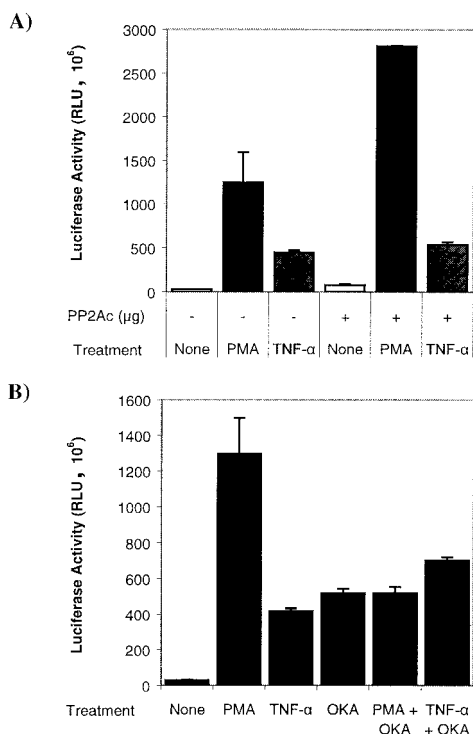 A)
Luciferase Activity (RLU, 10⁶)
3000
2500
2000
1500
1000
500
0
PP2Ac (µg) - - - + + +
Treatment None PMA TNF-α None PMA TNF-α
B)
Luciferase Activity (RLU, 10⁶)
1600
1400
1200
1000
800
600
400
200
0
Treatment None PMA TNF-α OKA PMA + TNF-α
OKA + OKA